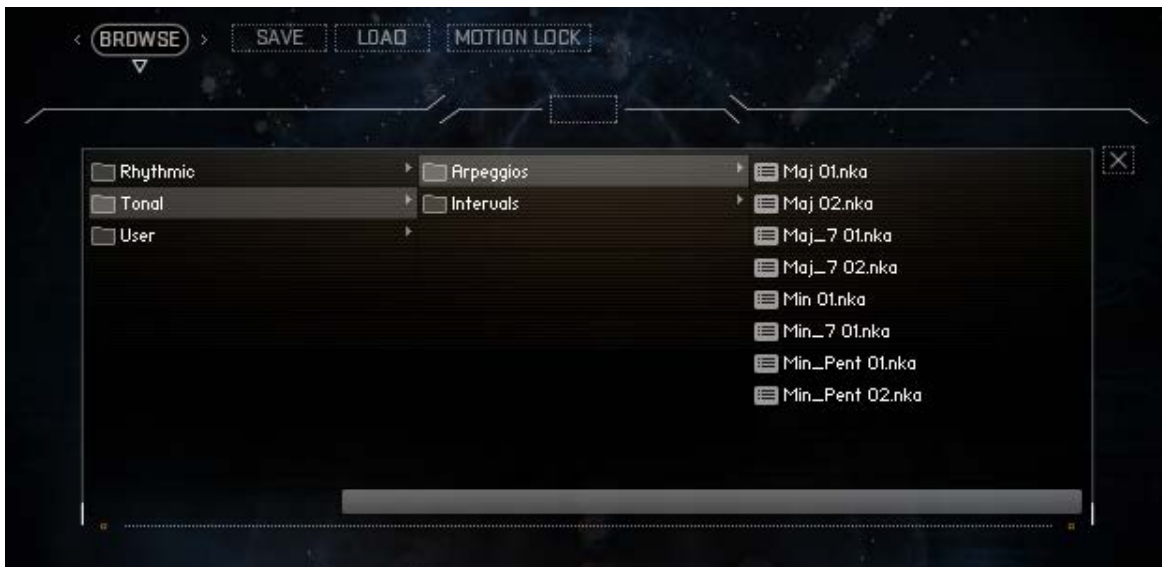 BROWSE SAVE LOAD MOTION LOCK
Rhythmic Arpeggios Maj 01.nka
Tonal Intervals Maj 02.nka
User Maj_7 01.nka
Maj_7 02.nka
Min 01.nka
Min_7 01.nka
Min_Pent 01.nka
Min_Pent 02.nka